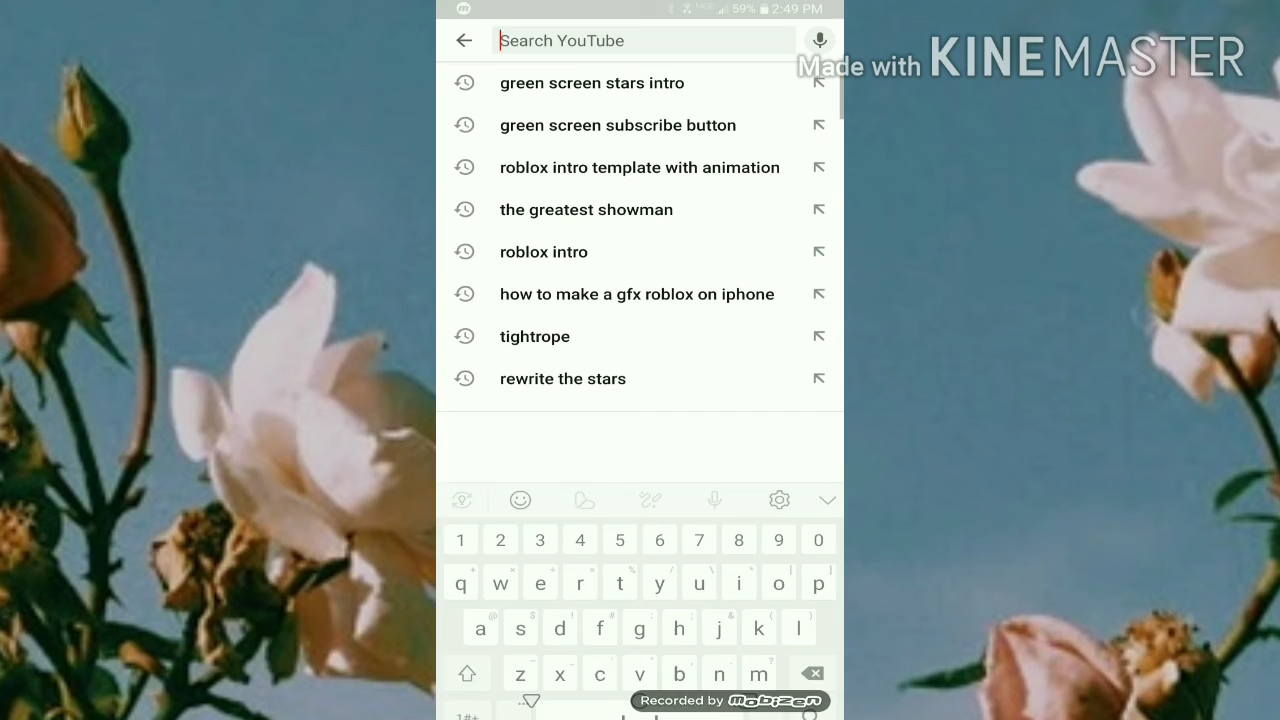 59% 2:49 PM
Search YouTube
Made with KINEMASTER
green screen stars intro
green screen subscribe button
roblox intro template with animation
the greatest showman
roblox intro
how to make a gfx roblox on iphone
tightrope
rewrite the stars
1 2 3 4 5 6 7 8 9 0
q w e r t y u i o p
a s d f g h j k l
z x c v b n m
Recorded by mobizen